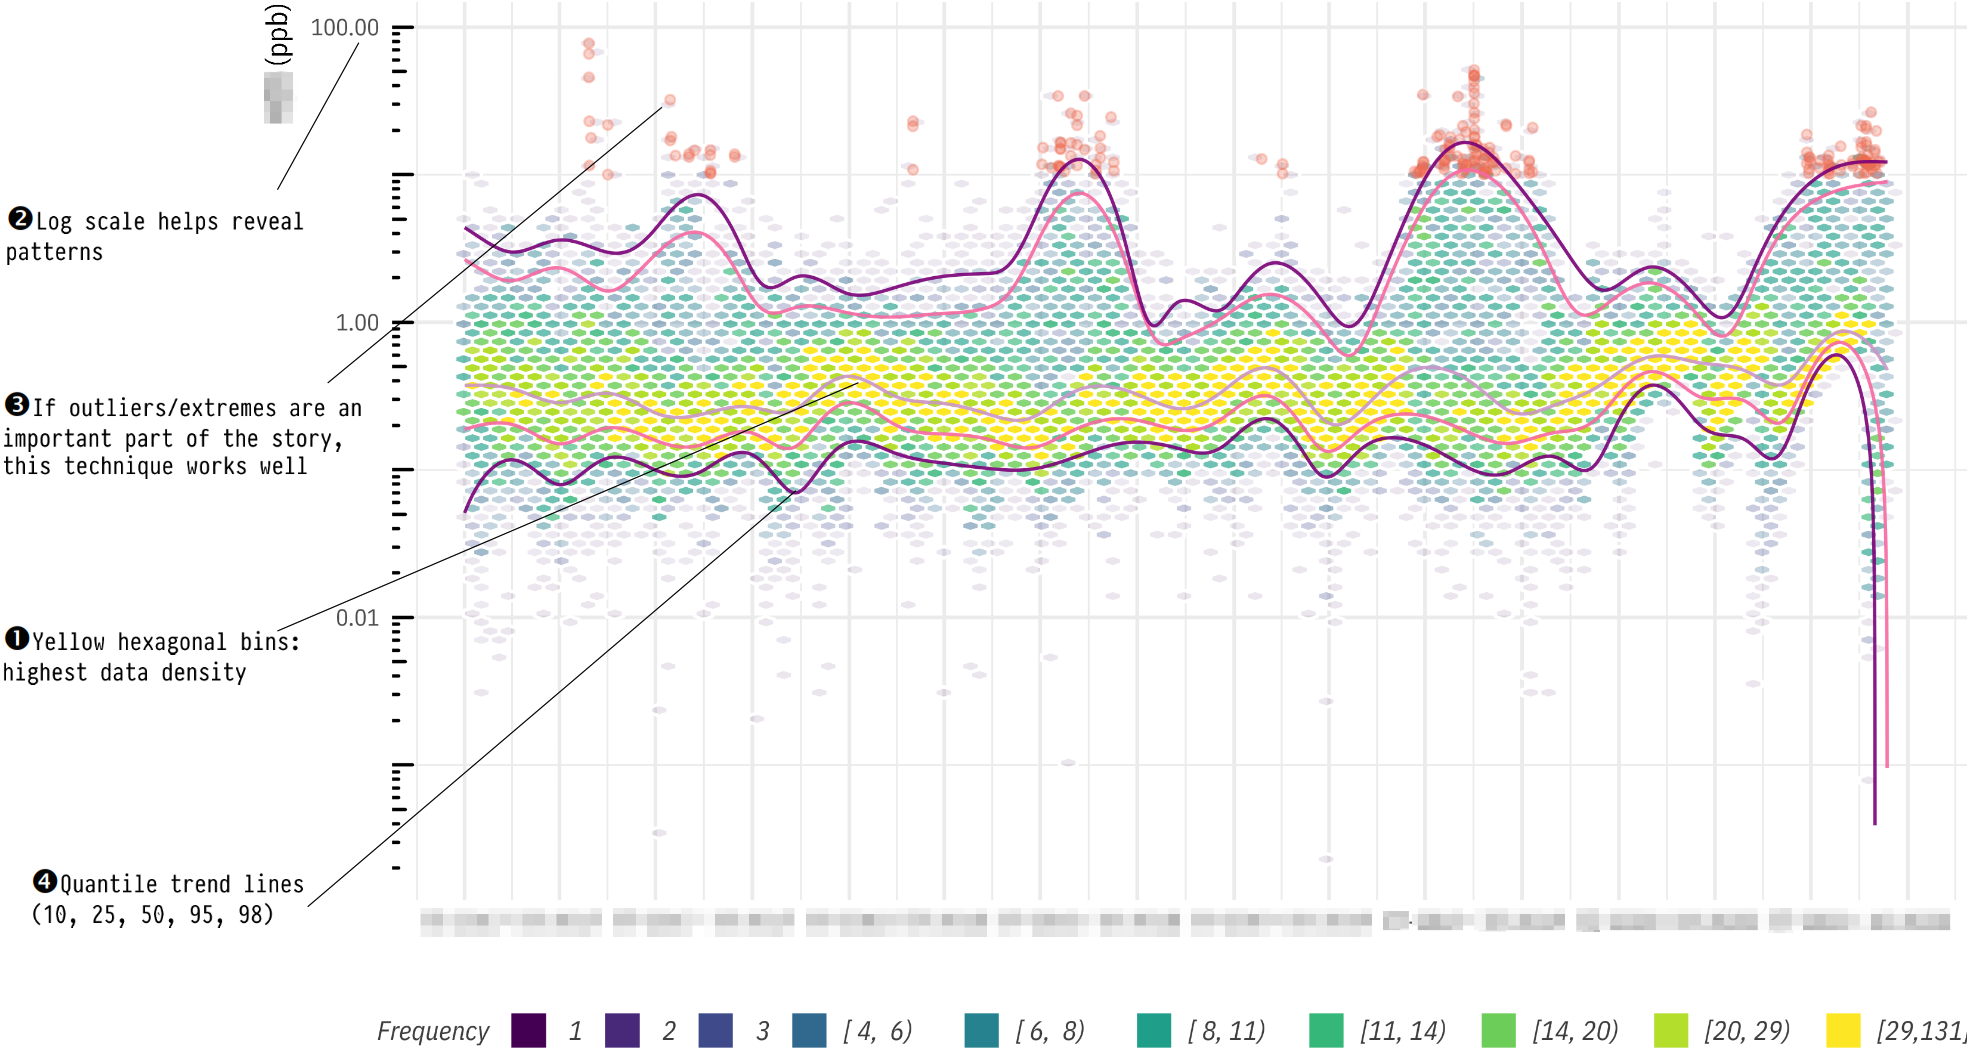 (ppb)
100.00
❷Log scale helps reveal
patterns
1.00
❸If outliers/extremes are an
important part of the story,
this technique works well
0.01
❶Yellow hexagonal bins:
highest data density
❹Quantile trend lines
(10, 25, 50, 95, 98)
Frequency 1 2 3 [ 4, 6) [ 6, 8) [ 8, 11) [11, 14) [14, 20) [20, 29) [29,131]